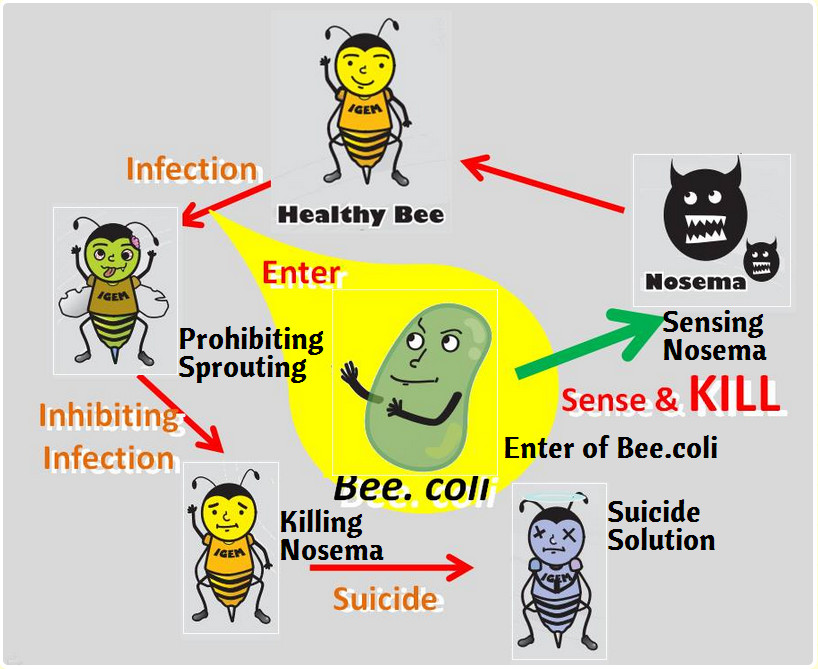 IGEM
Healthy Bee
Infection
Nosema
IGEM
Enter
Prohibiting
Sprouting
Sensing
Nosema
Sense & KILL
Inhibiting
Infection
Enter of Bee.coli
Bee. coli
IGEM
Killing
Nosema
Suicide
IGEM
Suicide
Solution